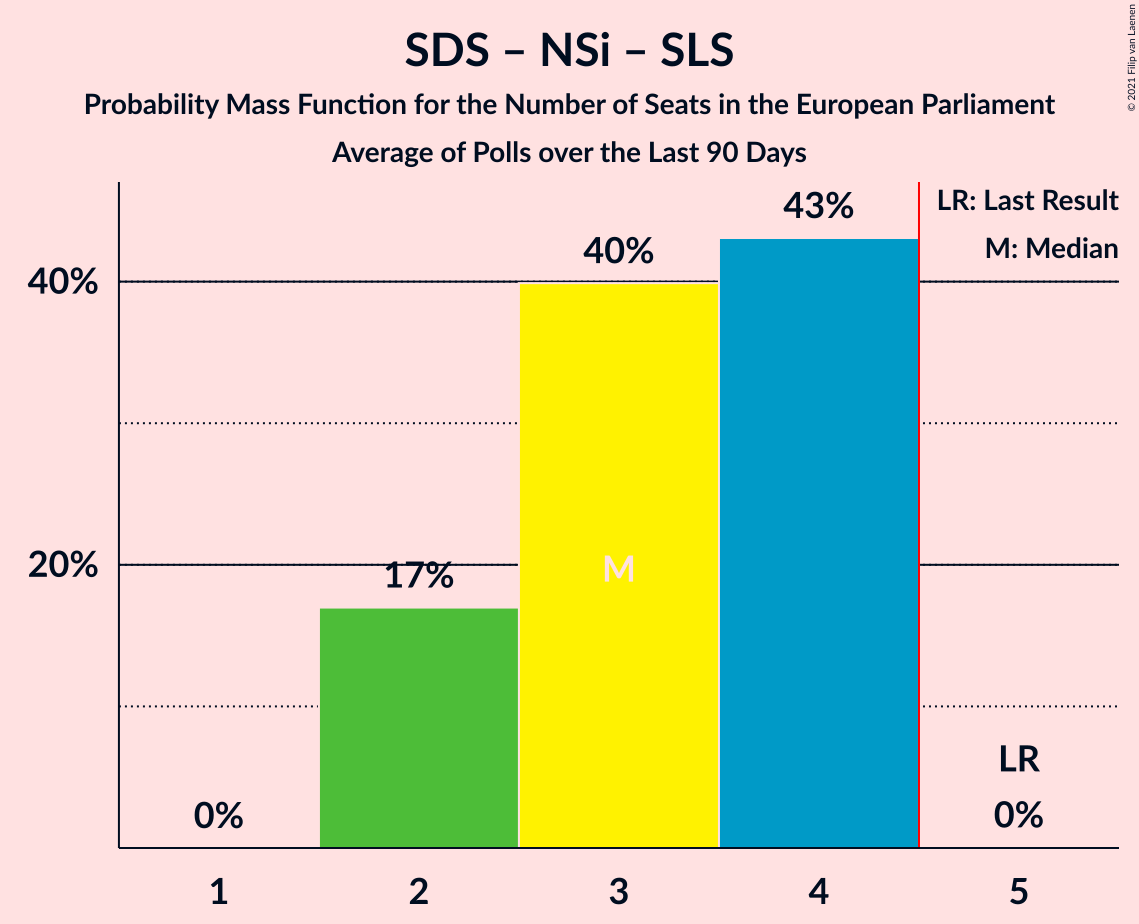 SDS – NSi – SLS
Probability Mass Function for the Number of Seats in the European Parliament
Average of Polls over the Last 90 Days
© 2021 Filip van Laenen
LR: Last Result
M: Median
43%
40%
40%
20%
17%
M
LR
0%
0%
1 2 3 4 5